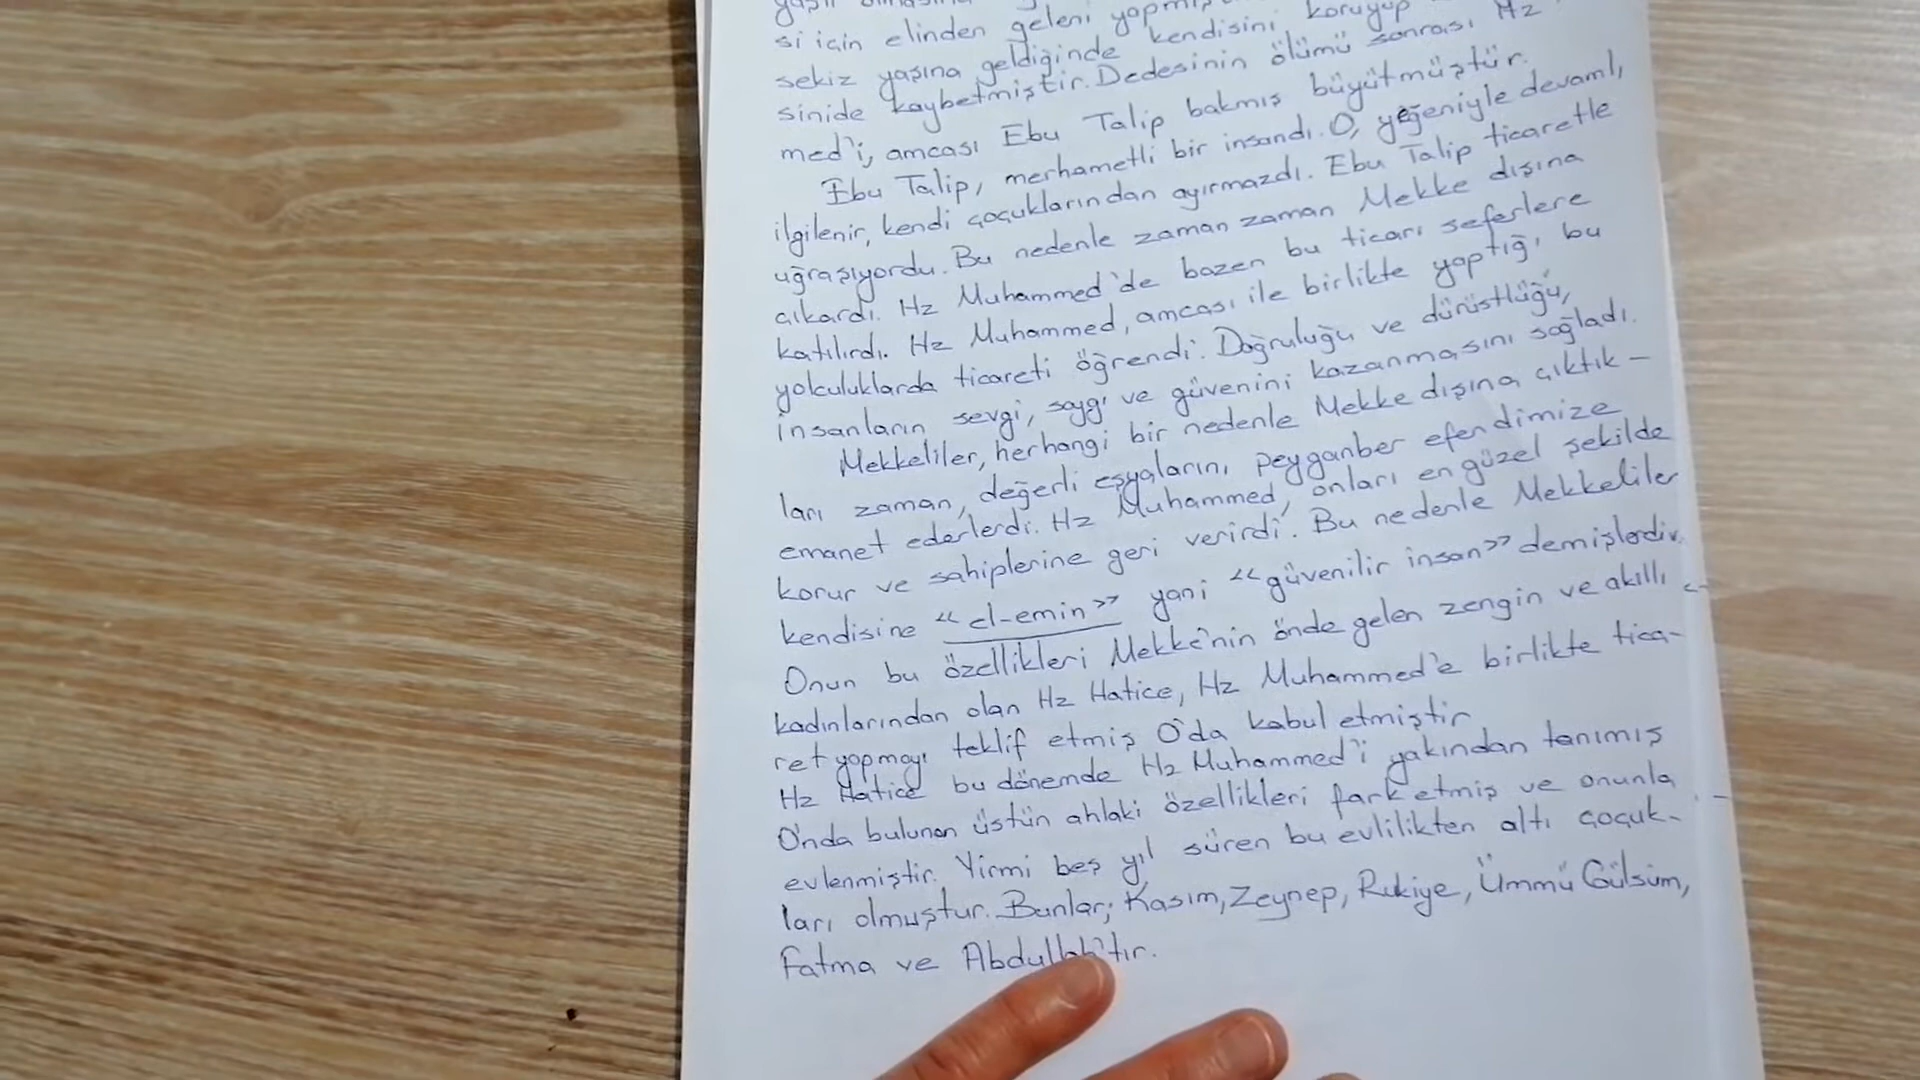 si için elinden geleni
sekiz yaşına geldiğinde kendisini koruyup
sinide kaybetmiştir. Dedesinin ölümü sonrası Hz
med'i, amcası Ebu Talip bakmış büyütmüştür.
Ebu Talip, merhametli bir insandı. O, yeğeniyle devamlı
ilgilenir, kendi çocuklarından ayırmazdı. Ebu Talip ticaretle
uğraşıyordu. Bu nedenle zaman zaman Mekke dışına
çıkardı. Hz Muhammed'de bazen bu ticari seferlere
katılırdı. Hz Muhammed, amcası ile birlikte yaptığı bu
yolculuklarda ticareti öğrendi. Doğruluğu ve dürüstlüğü,
insanların sevgi, saygı ve güvenini kazanmasını sağladı.
Mekkeliler, herhangi bir nedenle Mekke dışına çıktık-
ları zaman, değerli eşyaların, peyganber efendimize
emanet ederlerdi. Hz Muhammed, onları en güzel şekilde
korur ve sahiplerine geri verirdi. Bu nedenle Mekkeliler
kendisine <<el-emin>> yani <<güvenilir insan>> demişlerdir.
Onun bu özellikleri Mekke'nin önde gelen zengin ve akıllı
kadınlarından olan Hz Hatice, Hz Muhammed'e birlikte tica-
ret yapmayı teklif etmiş O'da kabul etmiştir
Hz Hatice bu dönemde Hz Muhammed'i yakından tanımış
O'nda bulunan üstün ahlaki özellikleri fark etmiş ve onunla
evlenmiştir. Yirmi beş yıl süren bu evlilikten altı çocuk-
ları olmuştur. Bunlar; Kasım, Zeynep, Rukiye, Ümmü Gülsüm,
Fatma ve Abdullah'tır.